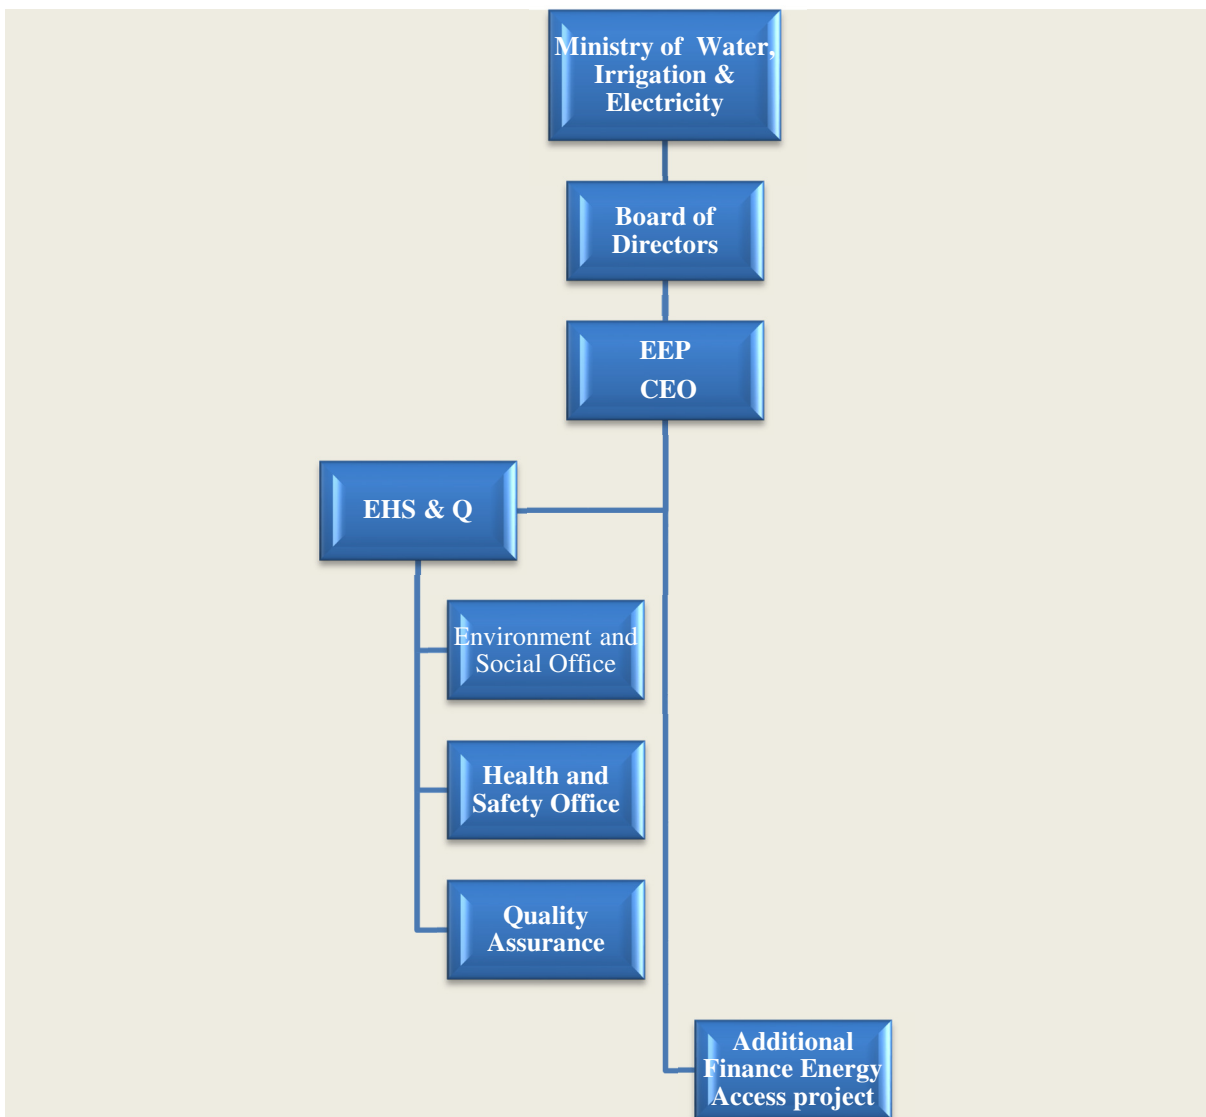 Ministry of Water,
Irrigation &
Electricity
Board of
Directors
EEP
CEO
EHS & Q
Environment and
Social Office
Health and
Safety Office
Quality
Assurance
Additional
Finance Energy
Access project